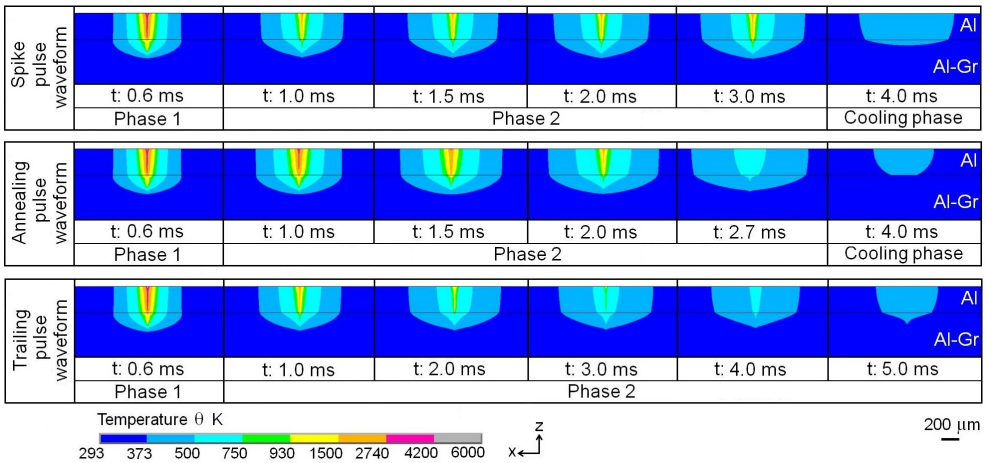 Spike pulse waveform
Al
Al-Gr
t: 0.6 ms t: 1.0 ms t: 1.5 ms t: 2.0 ms t: 3.0 ms t: 4.0 ms
Phase 1 Phase 2 Cooling phase
Annealing pulse waveform
Al
Al-Gr
t: 0.6 ms t: 1.0 ms t: 1.5 ms t: 2.0 ms t: 2.7 ms t: 4.0 ms
Phase 1 Phase 2 Cooling phase
Trailing pulse waveform
Al
Al-Gr
t: 0.6 ms t: 1.0 ms t: 2.0 ms t: 3.0 ms t: 4.0 ms t: 5.0 ms
Phase 1 Phase 2
Temperature θ K
293 373 500 750 930 1500 2740 4200 6000
z
x
200 μm